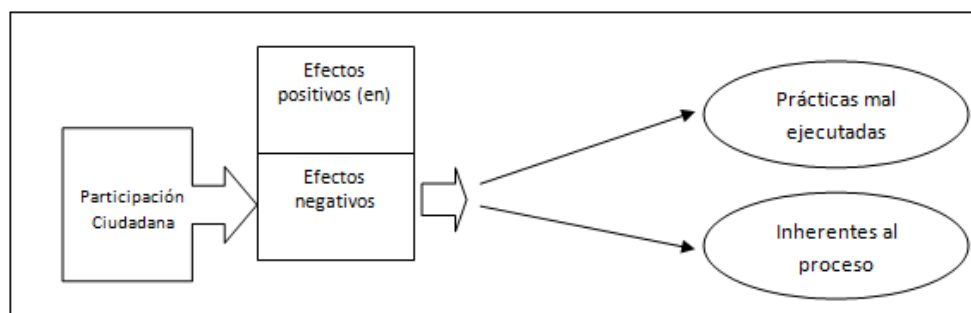 Participación
Ciudadana
Efectos
positivos (en)
Efectos
negativos
Prácticas mal
ejecutadas
Inherentes al
proceso